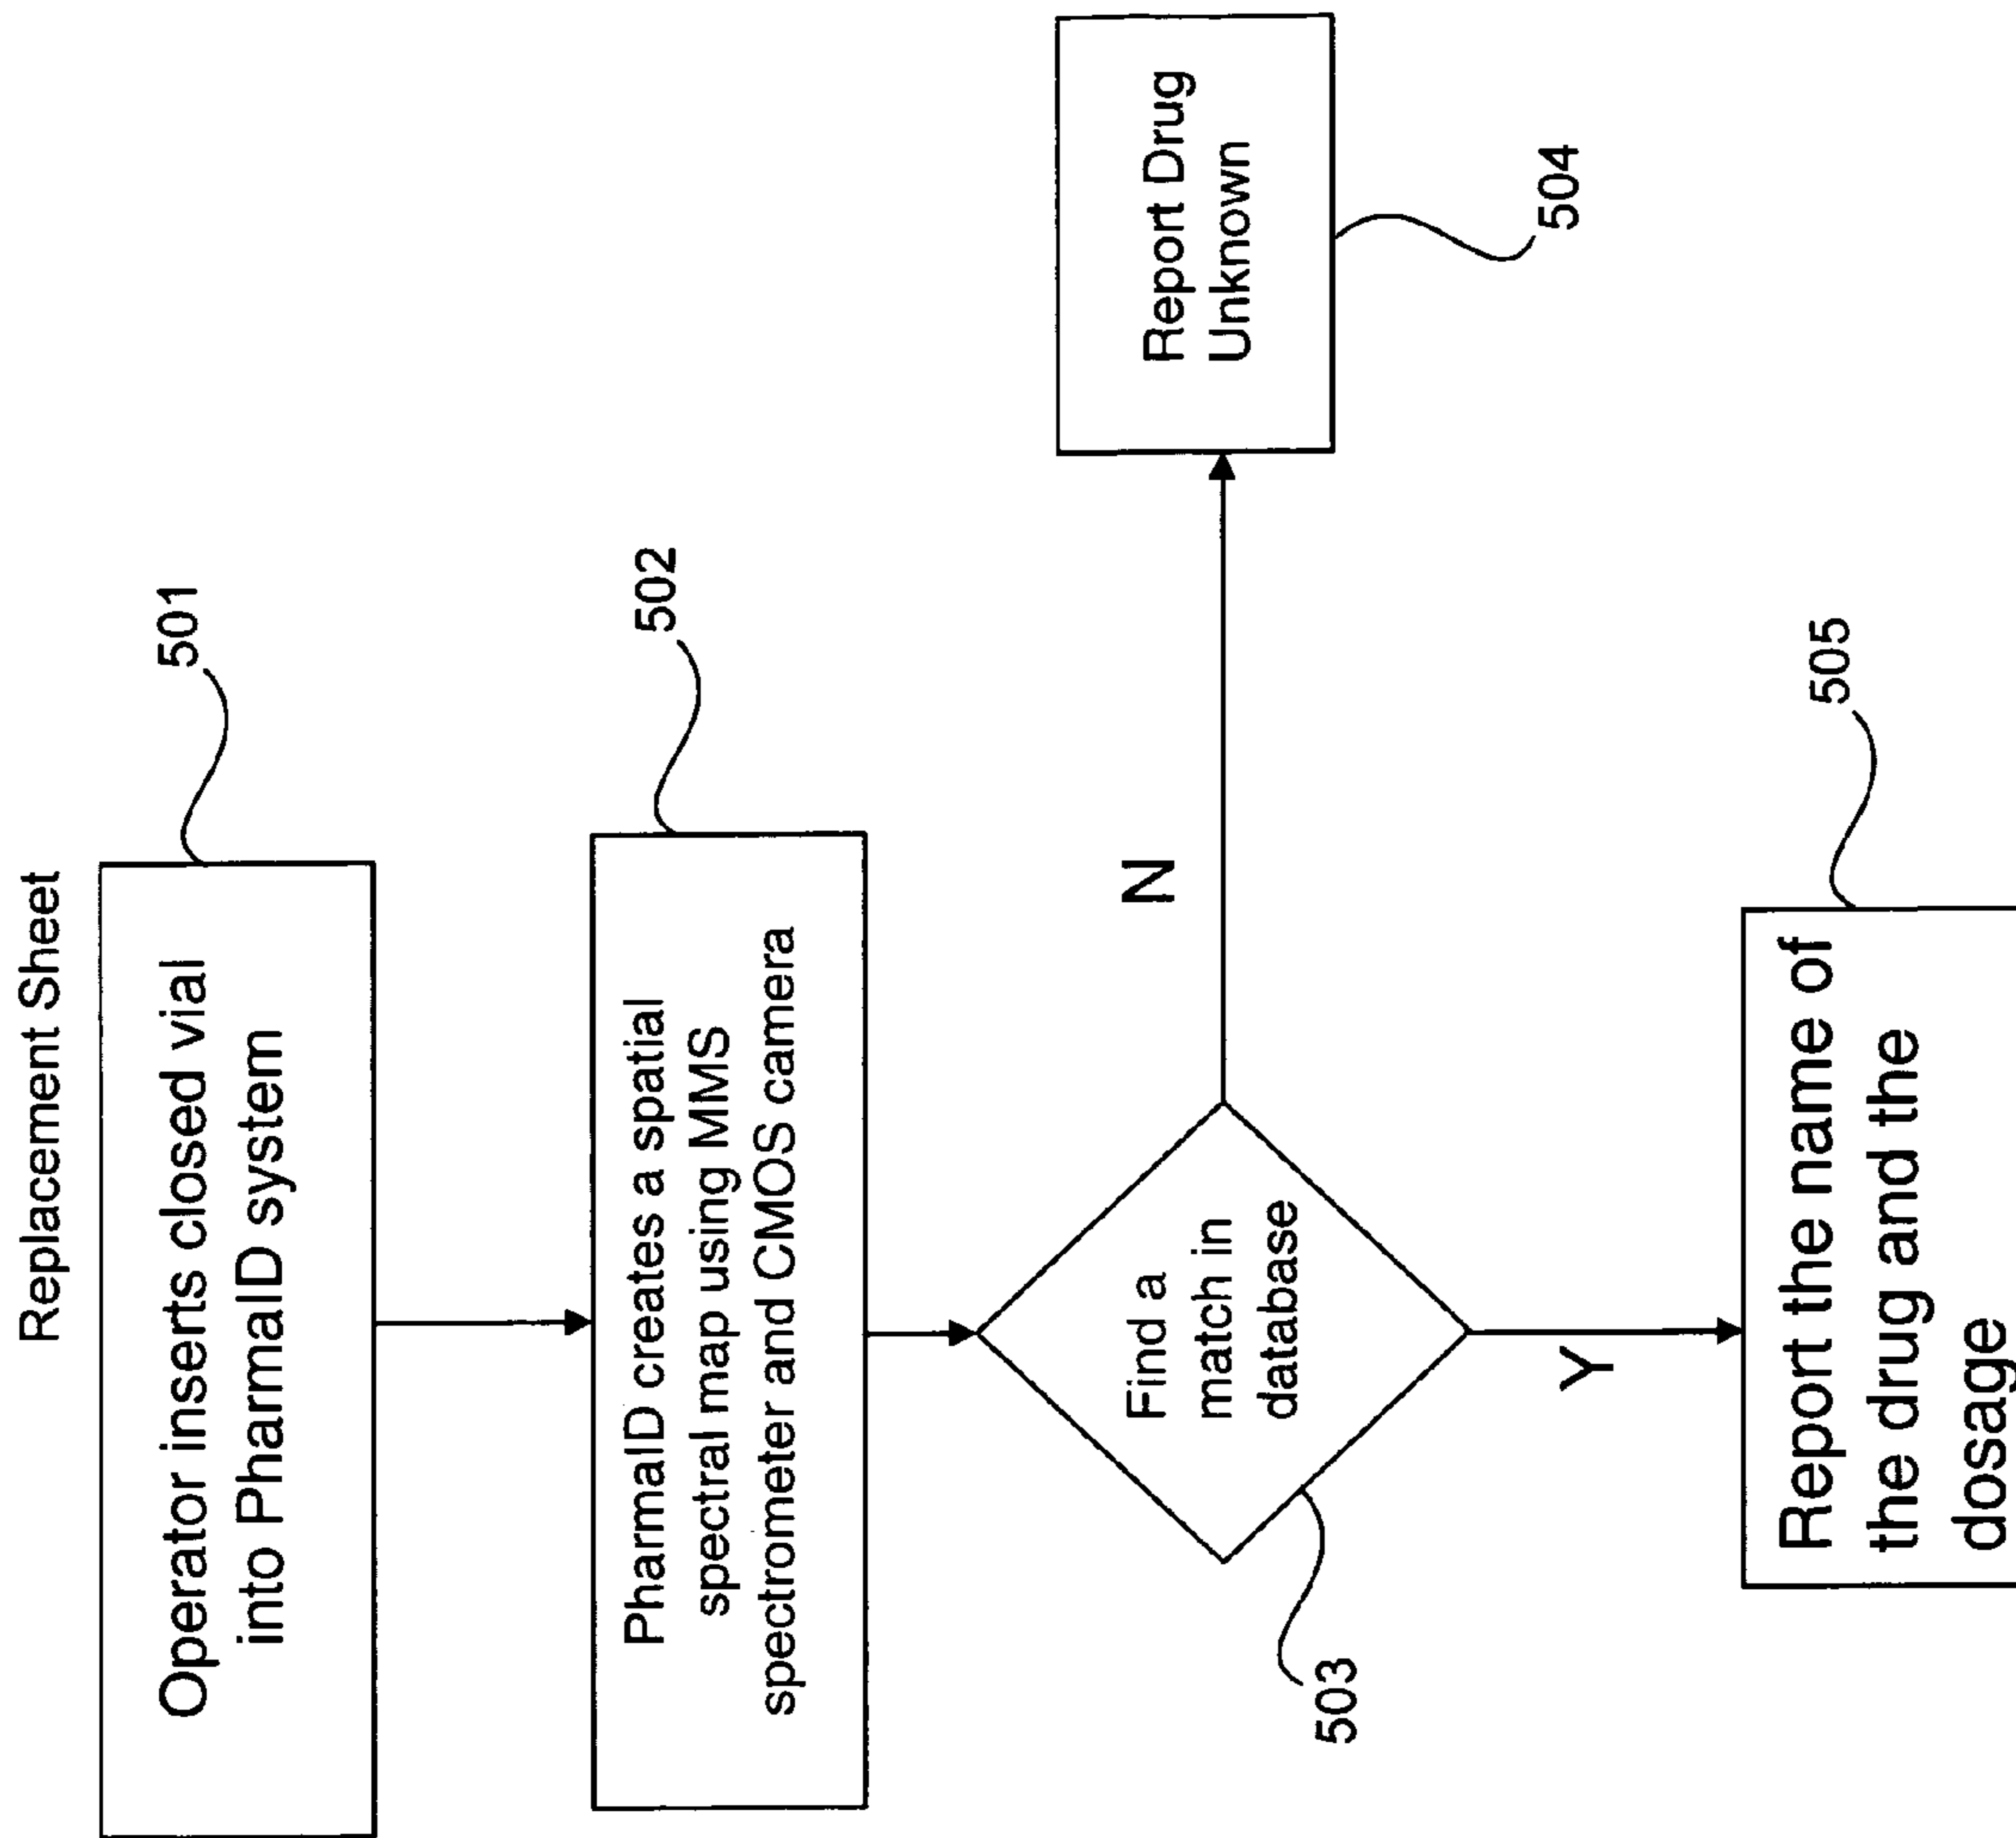 Replacement Sheet
501
Operator inserts closed vial
into PharmaID system
502
PharmaID creates a spatial
spectral map using MMS
spectrometer and CMOS camera
503
Find a
match in
database
N
504
Report Drug
Unknown
Y
505
Report the name of
the drug and the
dosage